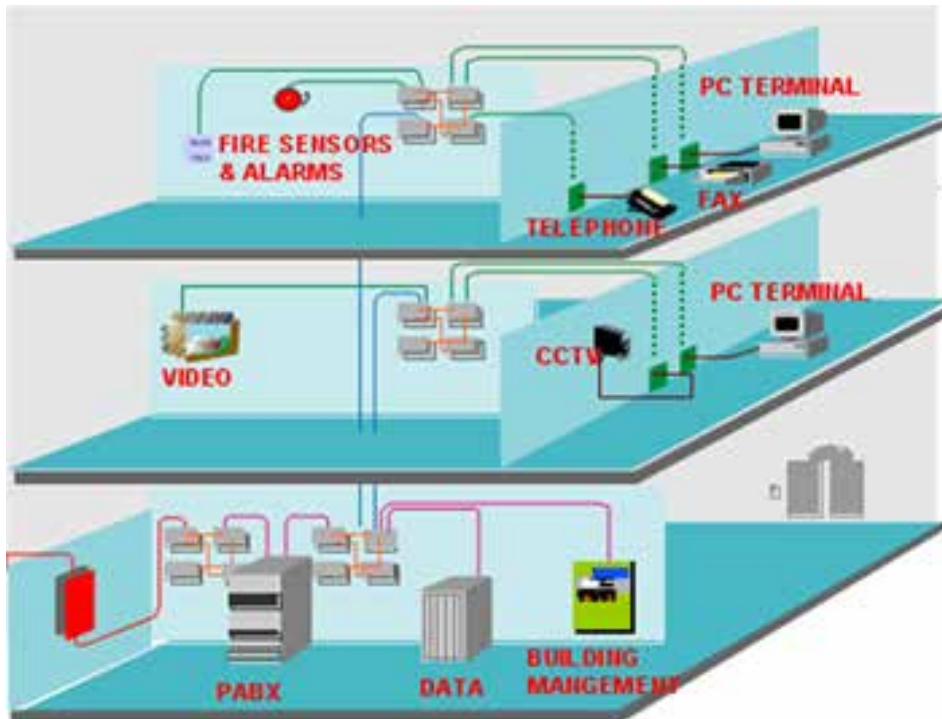 PC TERMINAL
FIRE SENSORS
& ALARMS
FAX
TELEPHONE
PC TERMINAL
CCTV
VIDEO
BUILDING
MANGEMENT
DATA
PABX